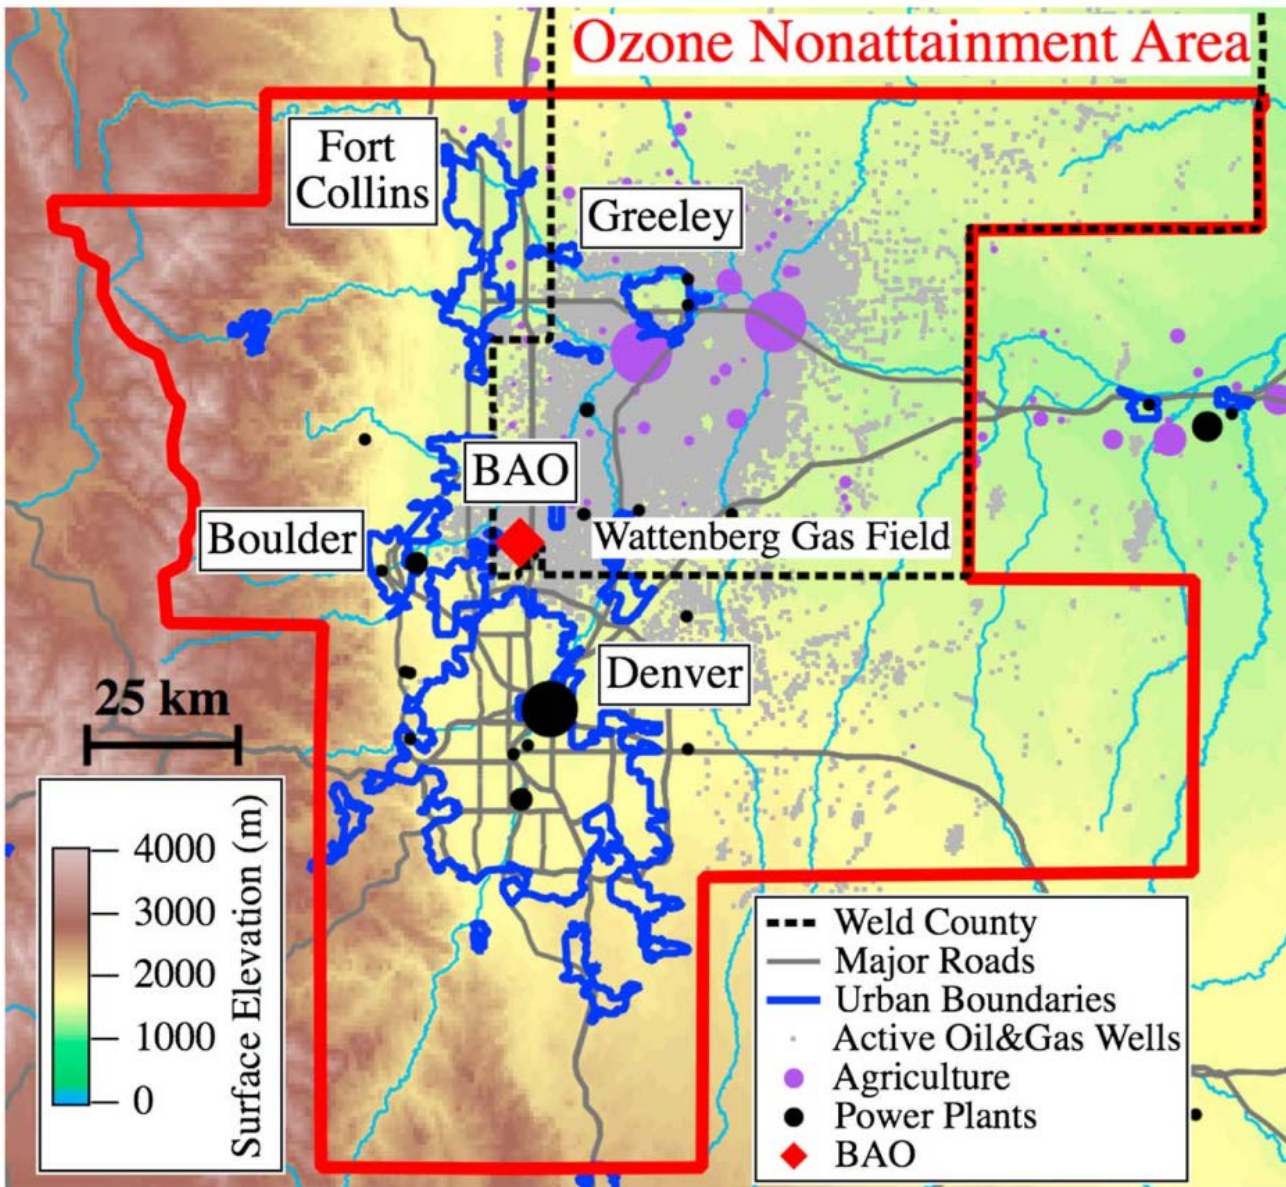 Ozone Nonattainment Area
Fort
Collins
Greeley
BAO
Boulder
Wattenberg Gas Field
Denver
25 km
4000
3000
2000
1000
0
Surface Elevation (m)
Weld County
Major Roads
Urban Boundaries
Active Oil&Gas Wells
Agriculture
Power Plants
BAO